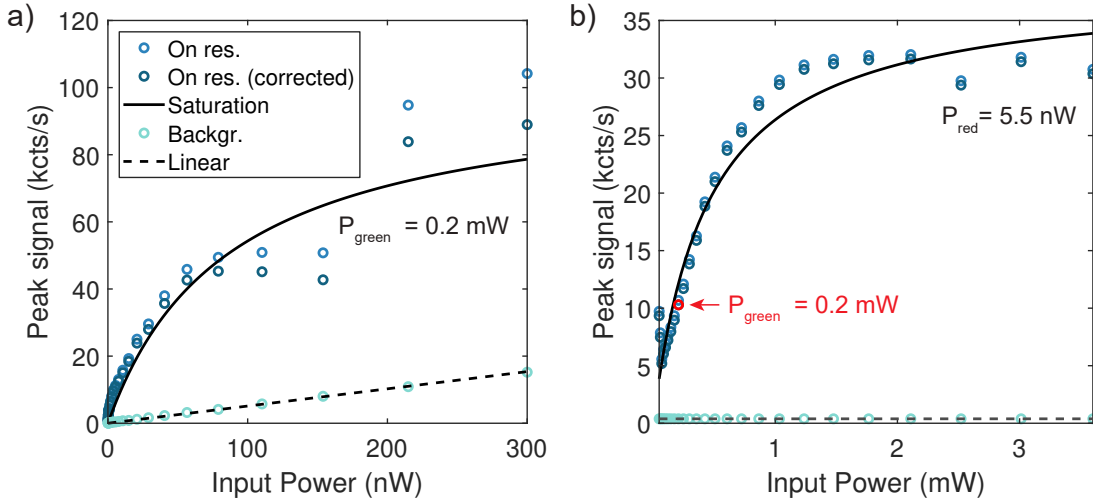 a)
Peak signal (kcts/s)
120
100
80
60
40
20
0
On res.
On res. (corrected)
Saturation
Backgr.
Linear
P_green = 0.2 mW
0
100
200
300
Input Power (nW)
b)
Peak signal (kcts/s)
35
30
25
20
15
10
5
0
P_red = 5.5 nW
P_green = 0.2 mW
1
2
3
Input Power (mW)